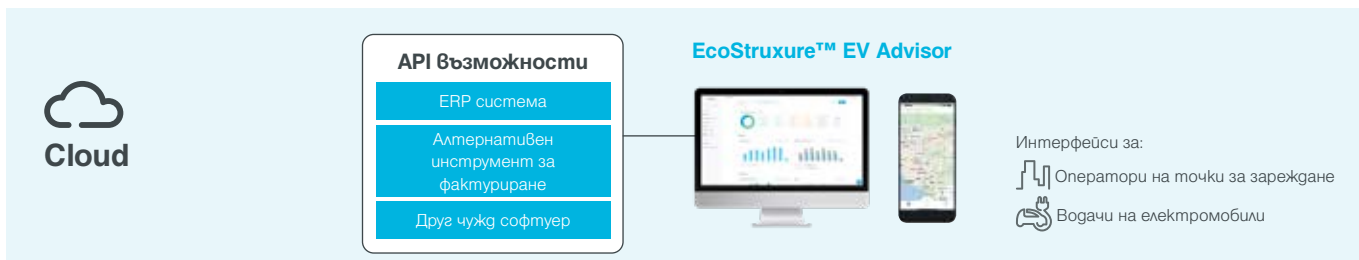 Cloud
API възможности
ERP система
Алтернативен
инструмент за
фактуриране
Друг чужд софтуер
EcoStruxure™ EV Advisor
Интерфейси за:
Оператори на точки за зареждане
Водачи на електромобили